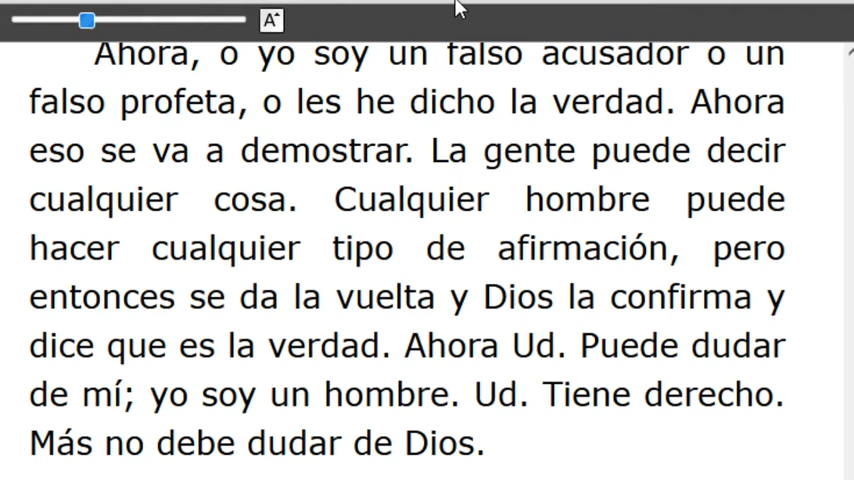 A
Ahora, o yo soy un falso acusador o un
falso profeta, o les he dicho la verdad. Ahora
eso se va a demostrar. La gente puede decir
cualquier cosa. Cualquier hombre puede
hacer cualquier tipo de afirmación, pero
entonces se da la vuelta y Dios la confirma y
dice que es la verdad. Ahora Ud. Puede dudar
de mí; yo soy un hombre. Ud. Tiene derecho.
Más no debe dudar de Dios.